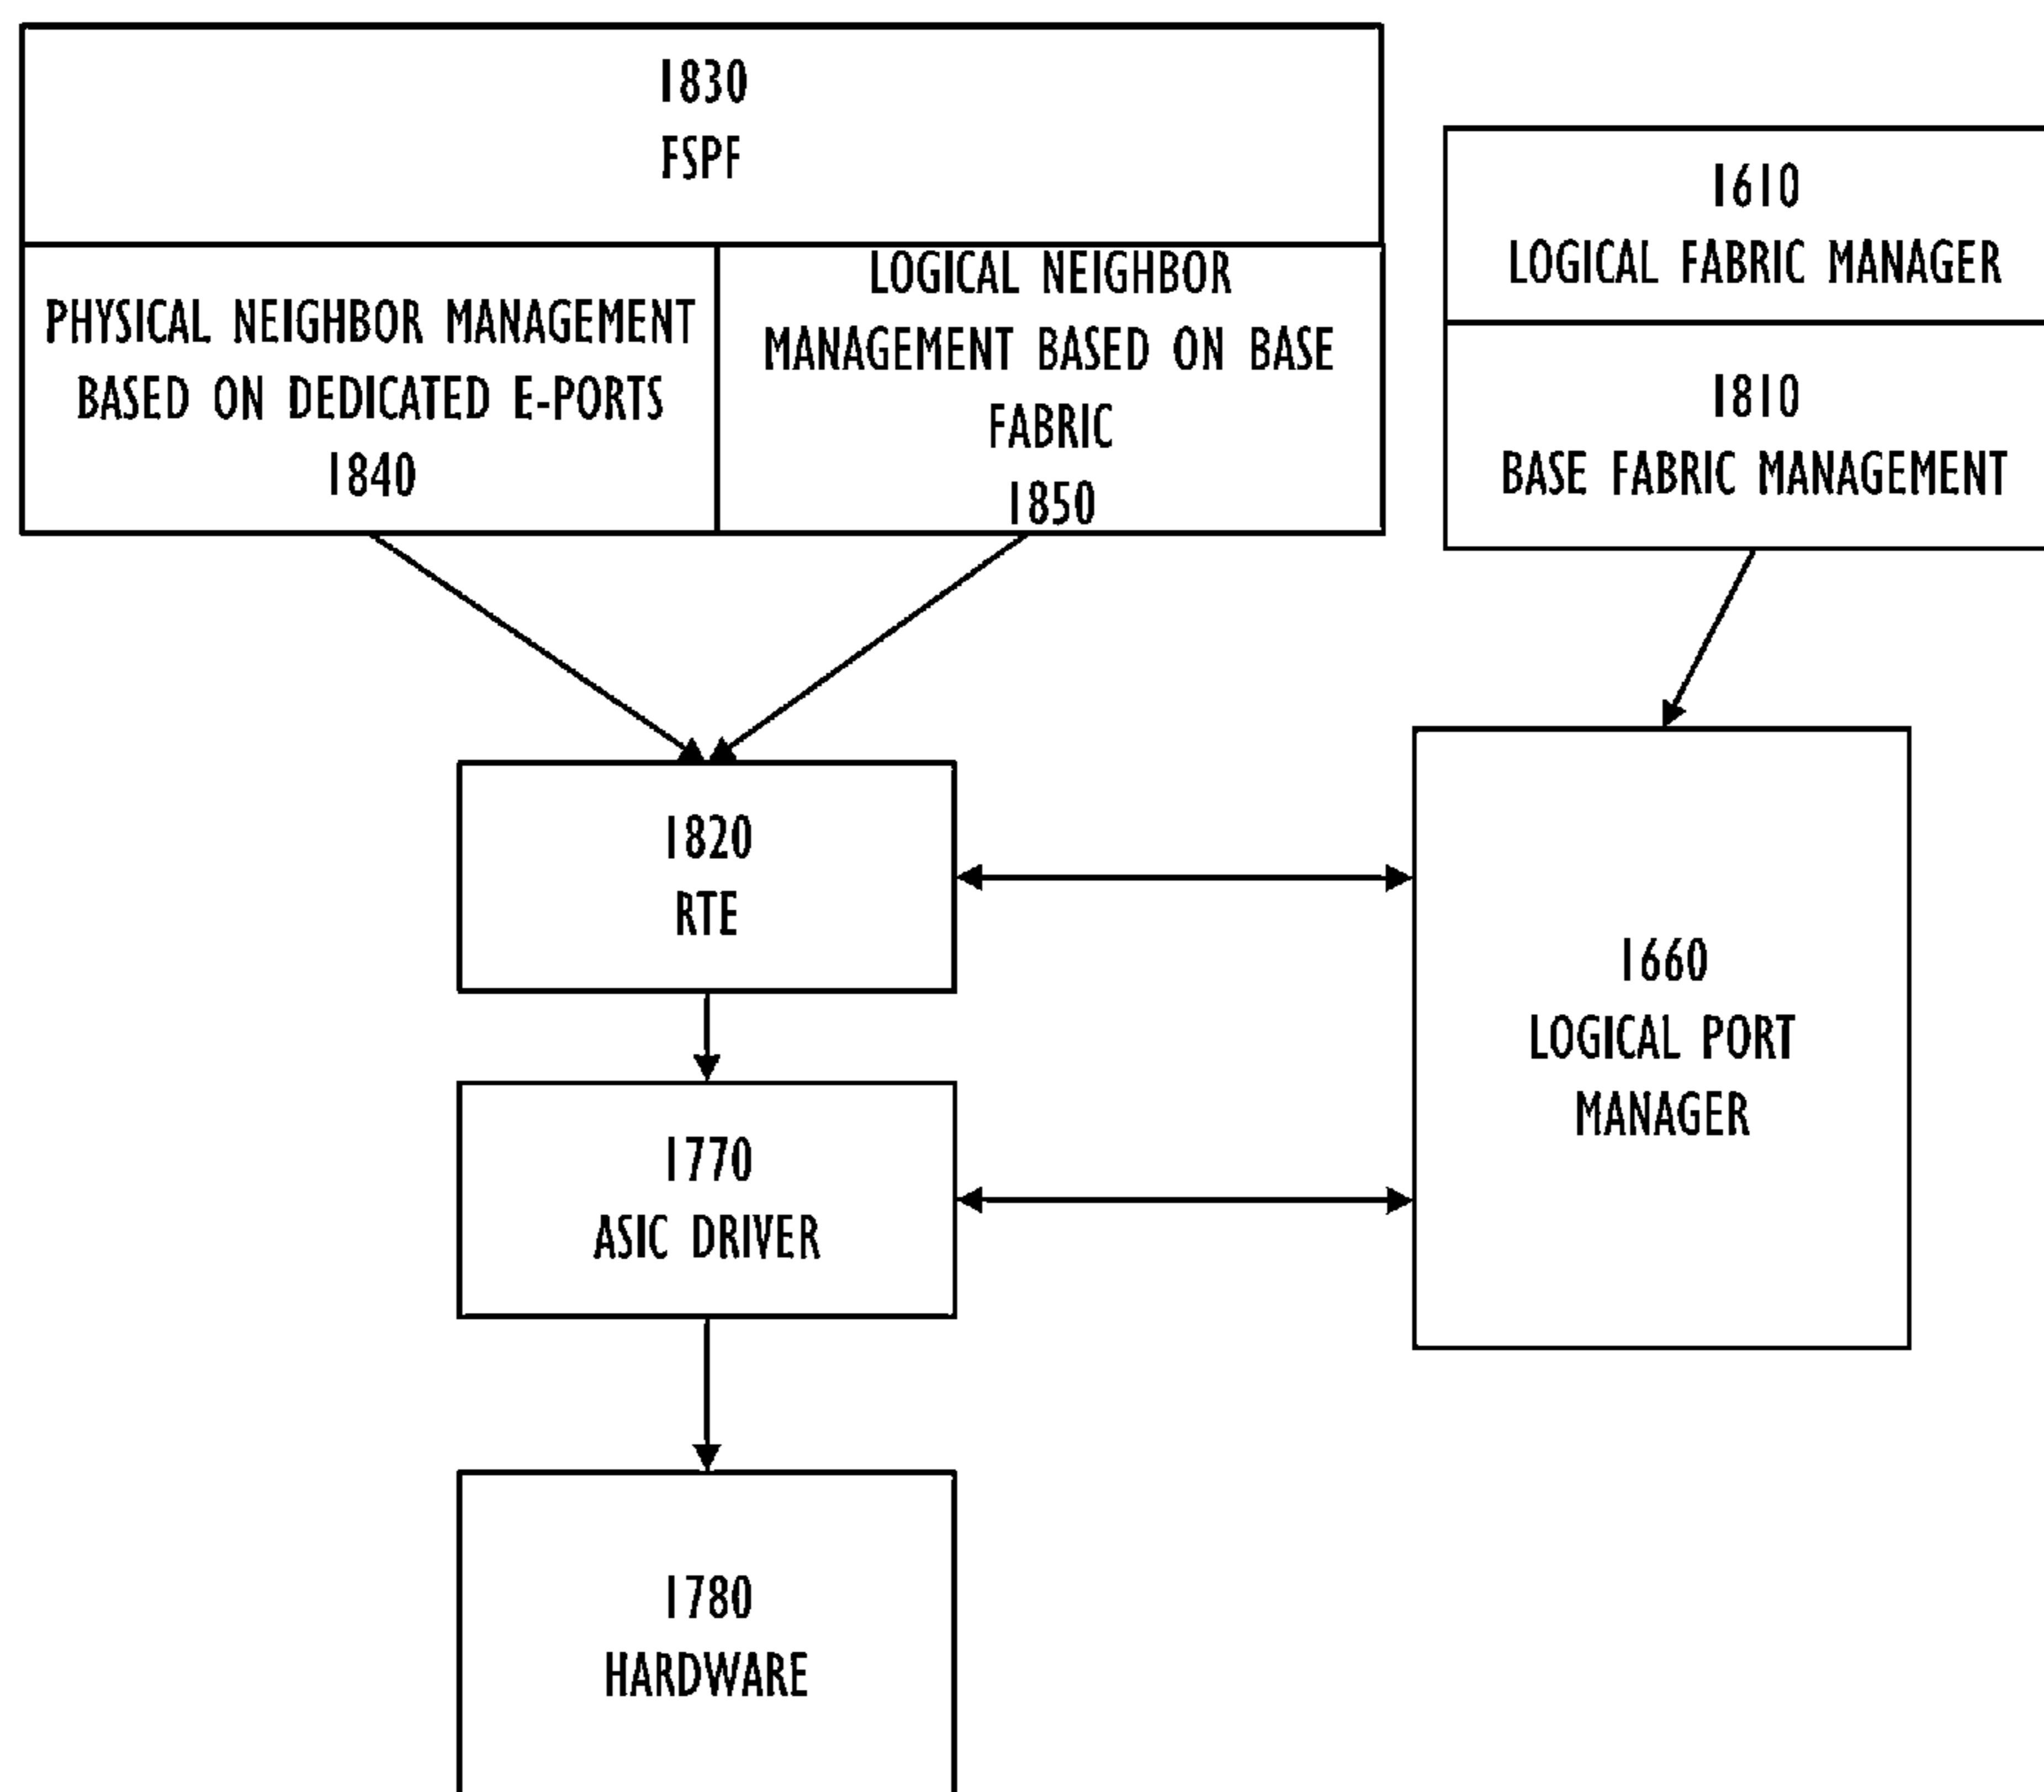 1830
FSPF
PHYSICAL NEIGHBOR MANAGEMENT
BASED ON DEDICATED E-PORTS
1840
LOGICAL NEIGHBOR
MANAGEMENT BASED ON BASE
FABRIC
1850
1610
LOGICAL FABRIC MANAGER
1810
BASE FABRIC MANAGEMENT
1820
RTE
1660
LOGICAL PORT
MANAGER
1770
ASIC DRIVER
1780
HARDWARE